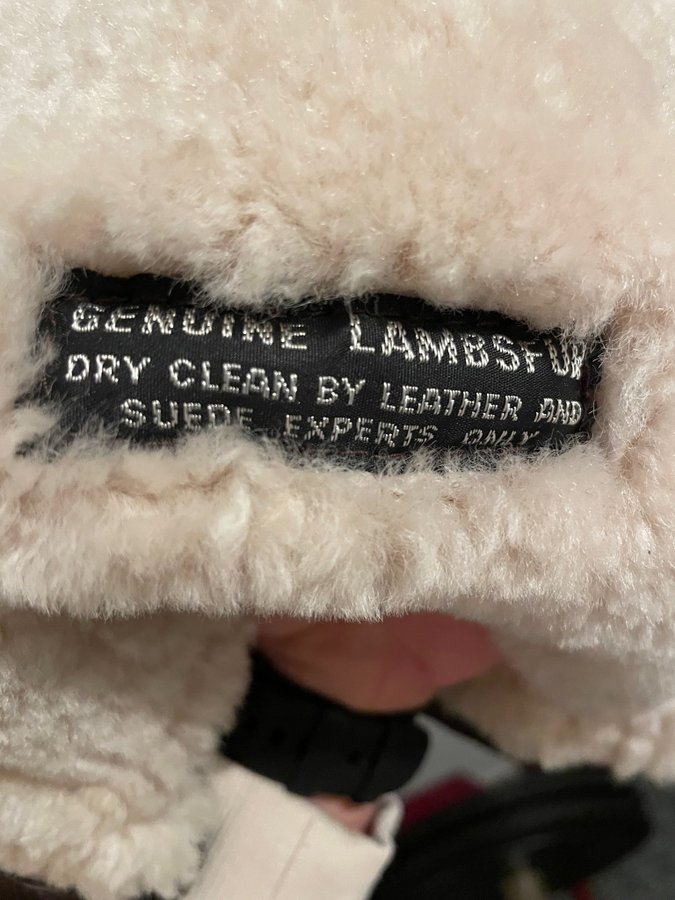 GENUINE LAMBSFUR
DRY CLEAN BY LEATHER AND
SUEDE EXPERTS ONLY